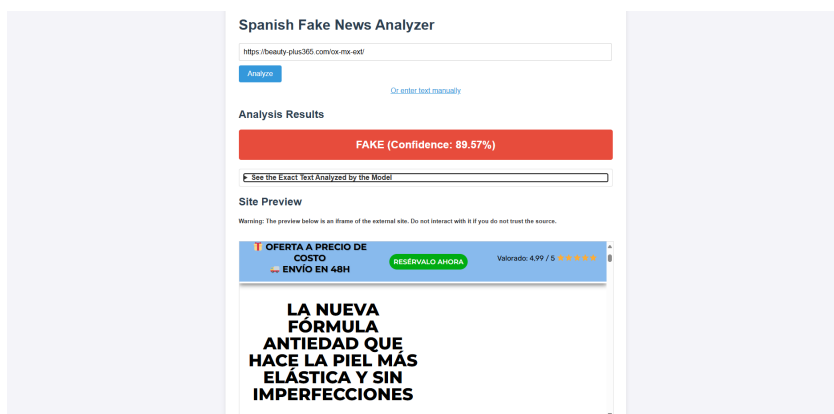 Spanish Fake News Analyzer
https://beauty-plus365.com/ox-mx-ext/
Analyze
Or enter text manually
Analysis Results
FAKE (Confidence: 89.57%)
▶ See the Exact Text Analyzed by the Model
Site Preview
Warning: The preview below is an iframe of the external site. Do not interact with it if you do not trust the source.
🎁 OFERTA A PRECIO DE
COSTO
🚚 ENVÍO EN 48H
RESÉRVALO AHORA
Valorado: 4.99 / 5 ⭐⭐⭐⭐⭐
LA NUEVA
FÓRMULA
ANTIEDAD QUE
HACE LA PIEL MÁS
ELÁSTICA Y SIN
IMPERFECCIONES